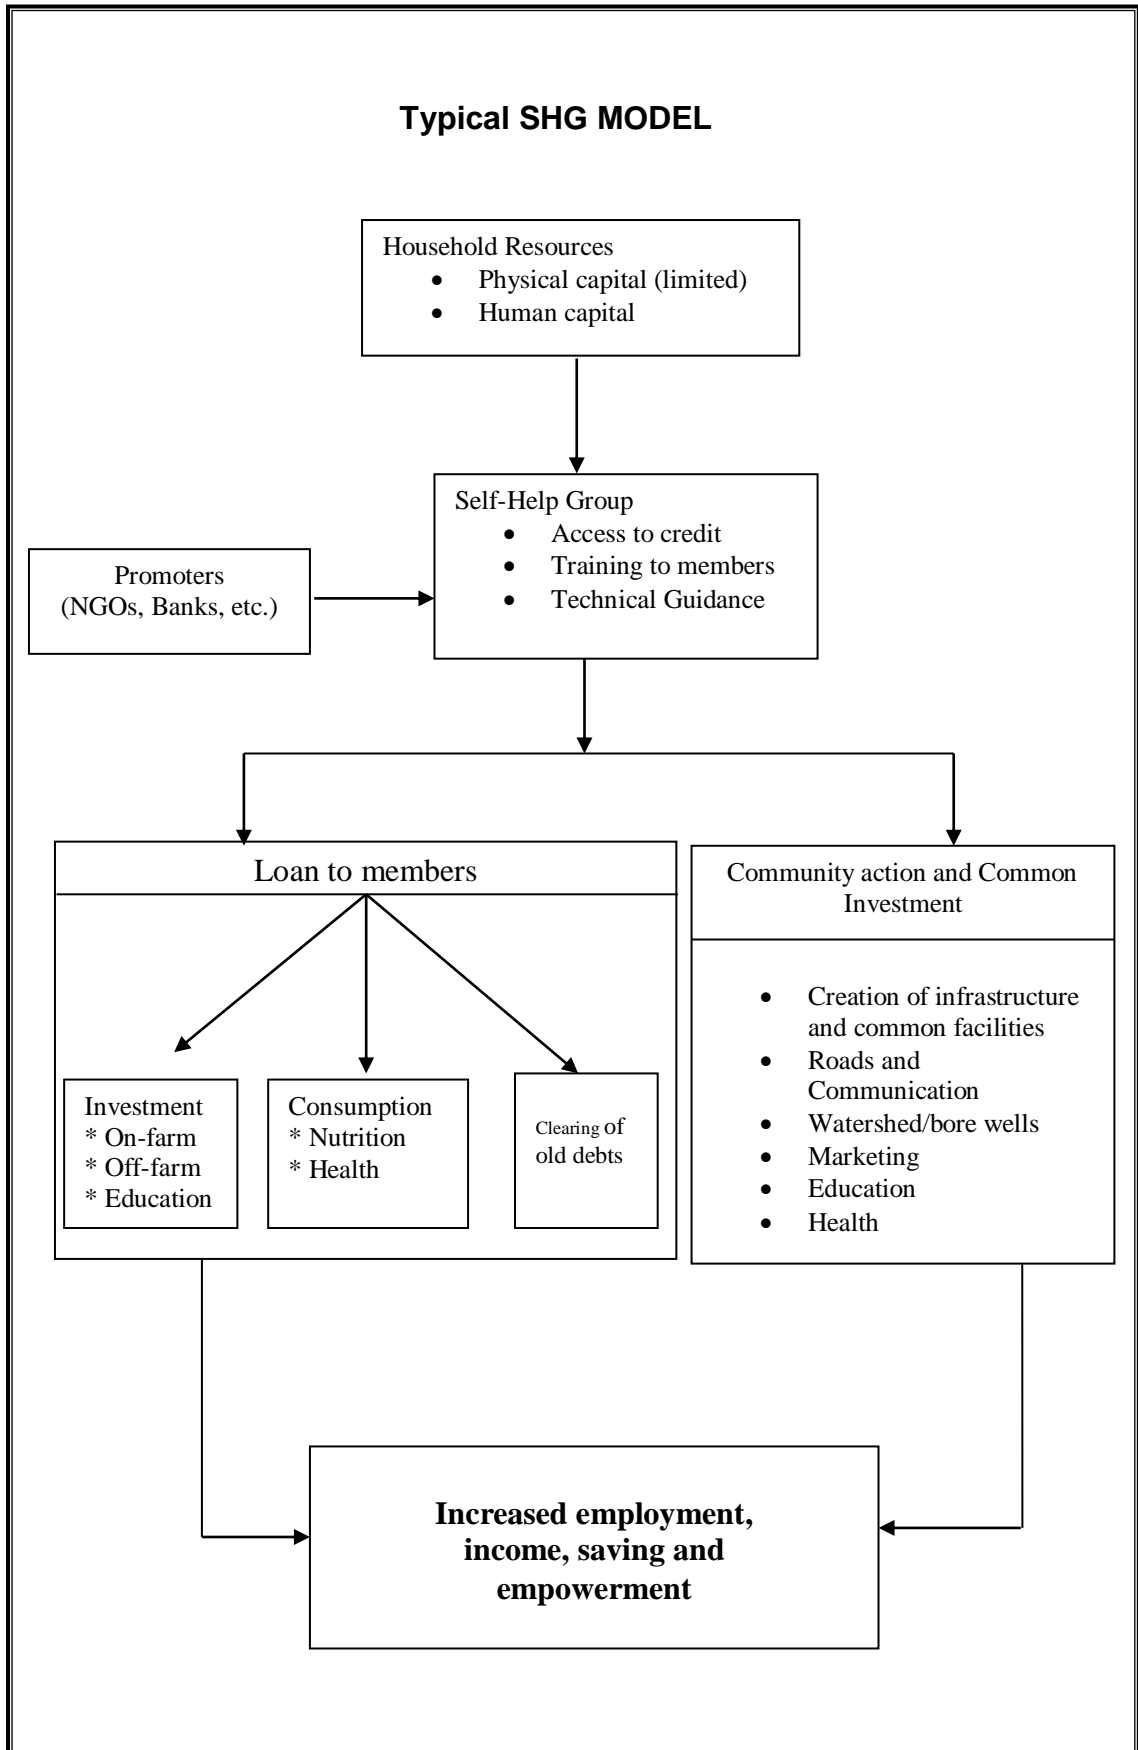 Typical SHG MODEL
Household Resources
• Physical capital (limited)
• Human capital
Self-Help Group
• Access to credit
• Training to members
• Technical Guidance
Promoters
(NGOs, Banks, etc.)
Loan to members
Investment
* On-farm
* Off-farm
* Education
Consumption
* Nutrition
* Health
Clearing of
old debts
Community action and Common
Investment
• Creation of infrastructure
and common facilities
• Roads and
Communication
• Watershed/bore wells
• Marketing
• Education
• Health
Increased employment,
income, saving and
empowerment